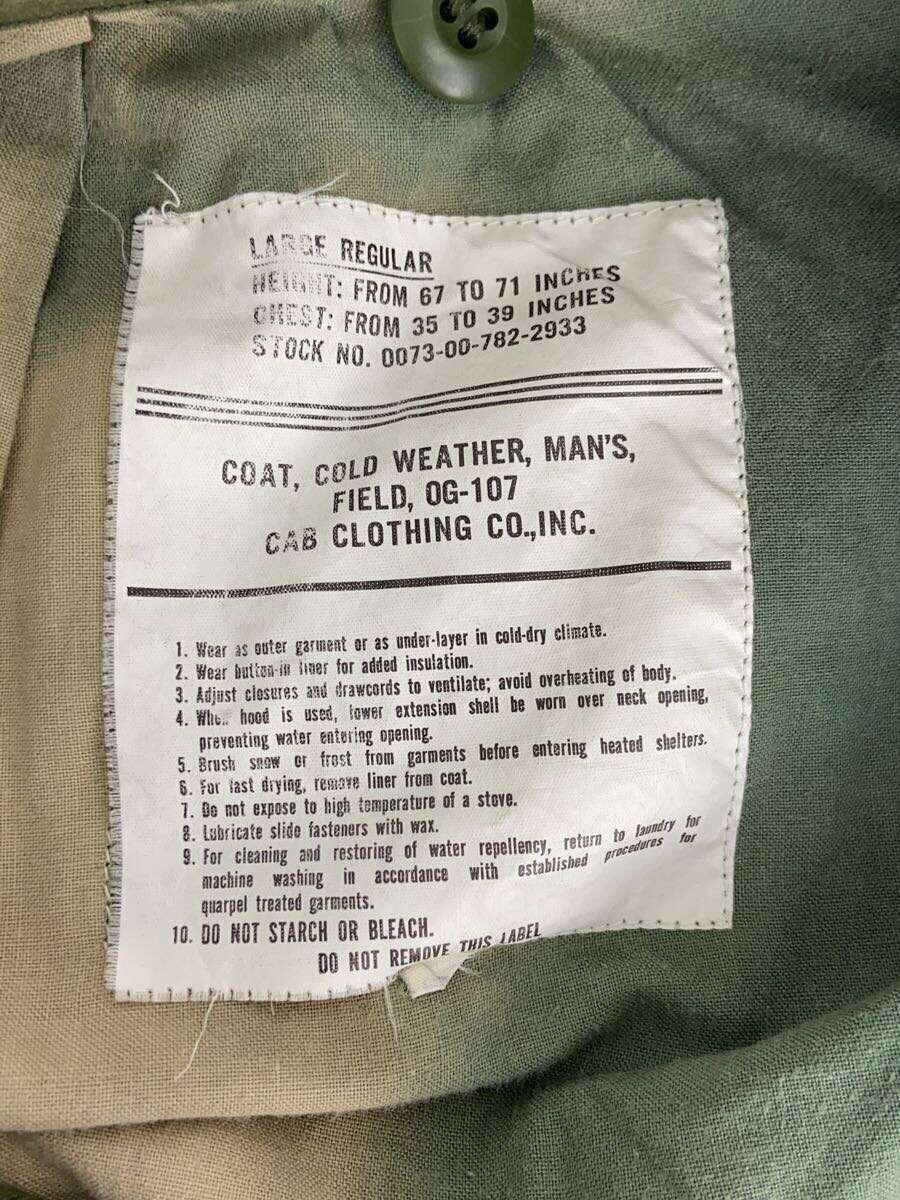 LARGE REGULAR
HEIGHT: FROM 67 TO 71 INCHES
CHEST: FROM 35 TO 39 INCHES
STOCK NO. 0073-00-782-2933
COAT, COLD WEATHER, MAN'S,
FIELD, OG-107
CAB CLOTHING CO.,INC.
1. Wear as outer garment or as under-layer in cold-dry climate.
2. Wear button-in liner for added insulation.
3. Adjust closures and drawcords to ventilate; avoid overheating of body.
4. When hood is used, lower extension shell be worn over neck opening,
preventing water entering opening.
5. Brush snow or frost from garments before entering heated shelters.
6. For fast drying, remove liner from coat.
7. Do not expose to high temperature of a stove.
8. Lubricate slide fasteners with wax.
9. For cleaning and restoring of water repellency, return to laundry for
machine washing in accordance with established procedures for
quarpel treated garments.
10. DO NOT STARCH OR BLEACH.
DO NOT REMOVE THIS LABEL